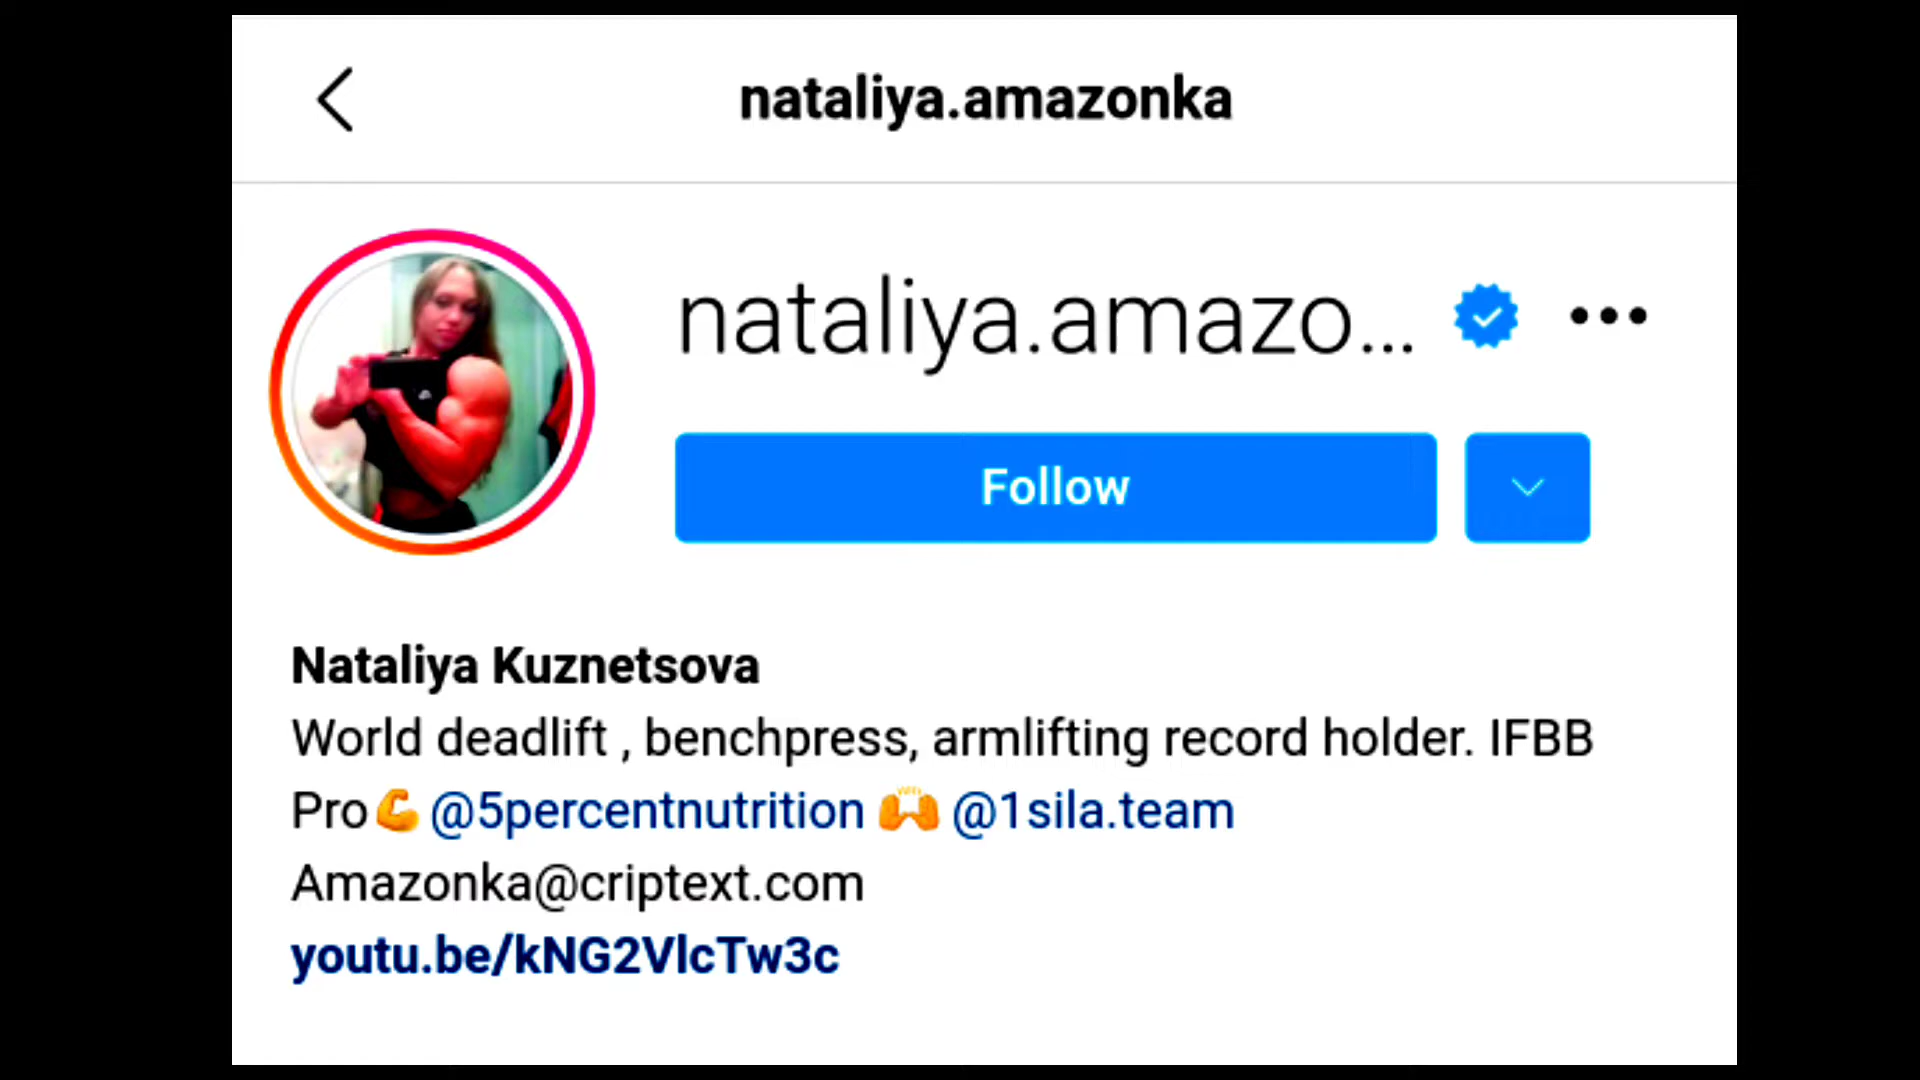 nataliya.amazonka
nataliya.amazo...
Follow
Nataliya Kuznetsova
World deadlift , benchpress, armlifting record holder. IFBB
Pro💪 @5percentnutrition 🙌 @1sila.team
Amazonka@criptext.com
youtu.be/kNG2VlcTw3c